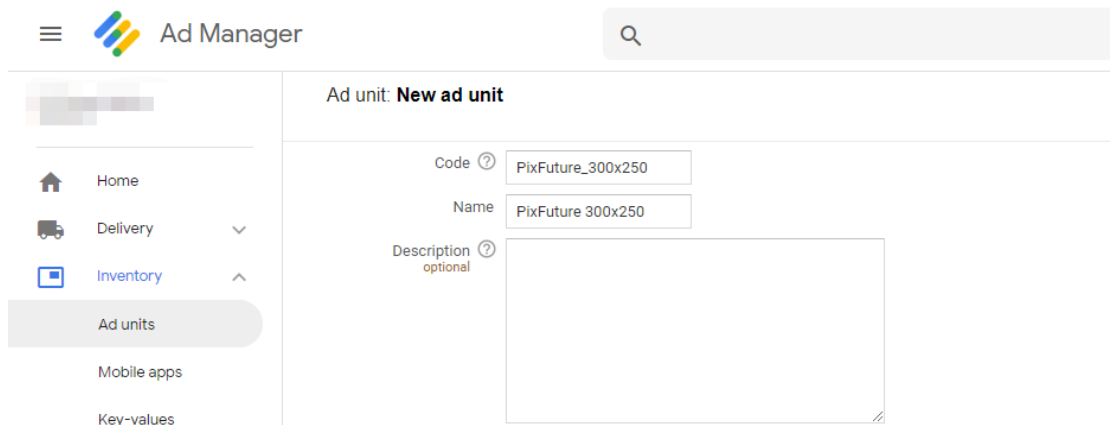 Ad Manager
Ad unit: New ad unit
Code
PixFuture_300x250
Name
PixFuture 300x250
Description
optional
Home
Delivery
Inventory
Ad units
Mobile apps
Key-values